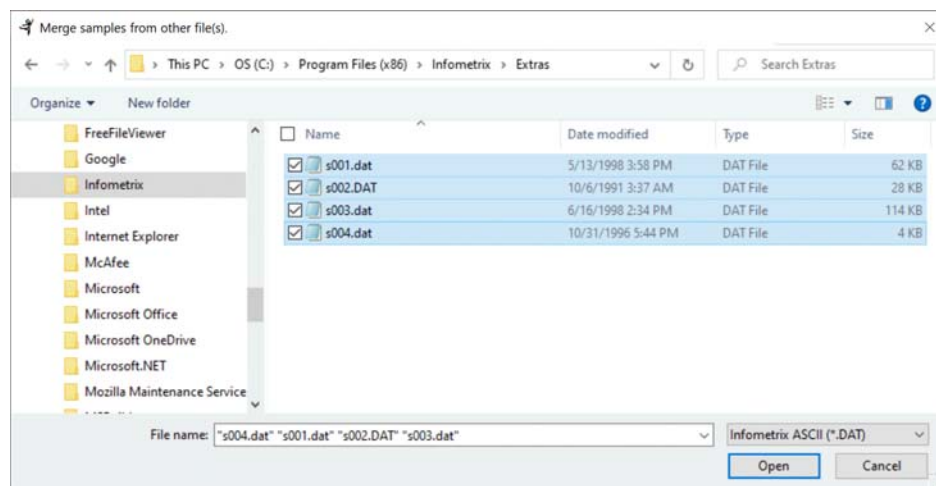 Merge samples from other file(s).
This PC > OS (C:) > Program Files (x86) > Infometrix > Extras
Search Extras
Organize
New folder
Name Date modified Type Size
FreeFileViewer
Google
Infometrix
Intel
Internet Explorer
McAfee
Microsoft
Microsoft Office
Microsoft OneDrive
Microsoft.NET
Mozilla Maintenance Service
s001.dat 5/13/1998 3:58 PM DAT File 62 KB
s002.DAT 10/6/1991 3:37 AM DAT File 28 KB
s003.dat 6/16/1998 2:34 PM DAT File 114 KB
s004.dat 10/31/1996 5:44 PM DAT File 4 KB
File name: "s004.dat" "s001.dat" "s002.DAT" "s003.dat"
Infometrix ASCII (*.DAT)
Open
Cancel